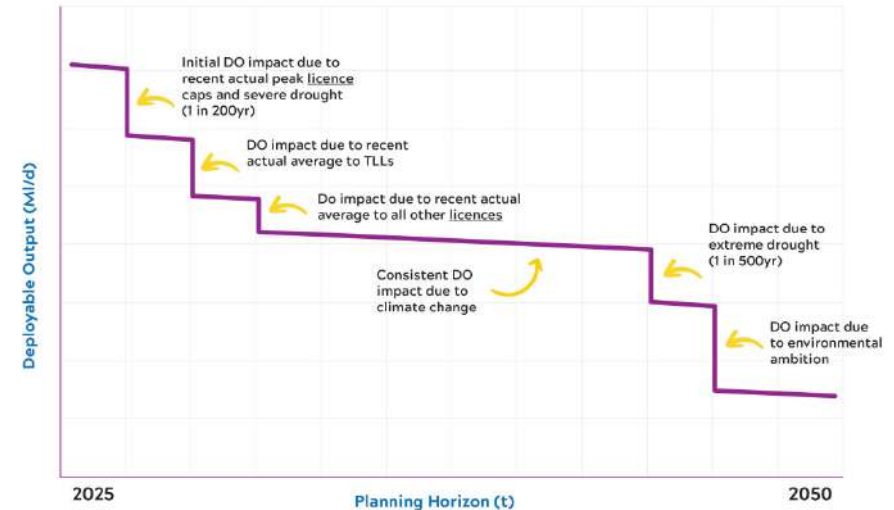 Initial DO impact due to
recent actual peak licence
caps and severe drought
(1 in 200yr)
DO impact due to recent
actual average to TLLs
Do impact due to recent actual
average to all other licences
DO impact due to
extreme drought
(1 in 500yr)
Consistent DO
impact due to
climate change
DO impact due
to environmental
ambition
Deployable Output (Ml/d)
2025
Planning Horizon (t)
2050